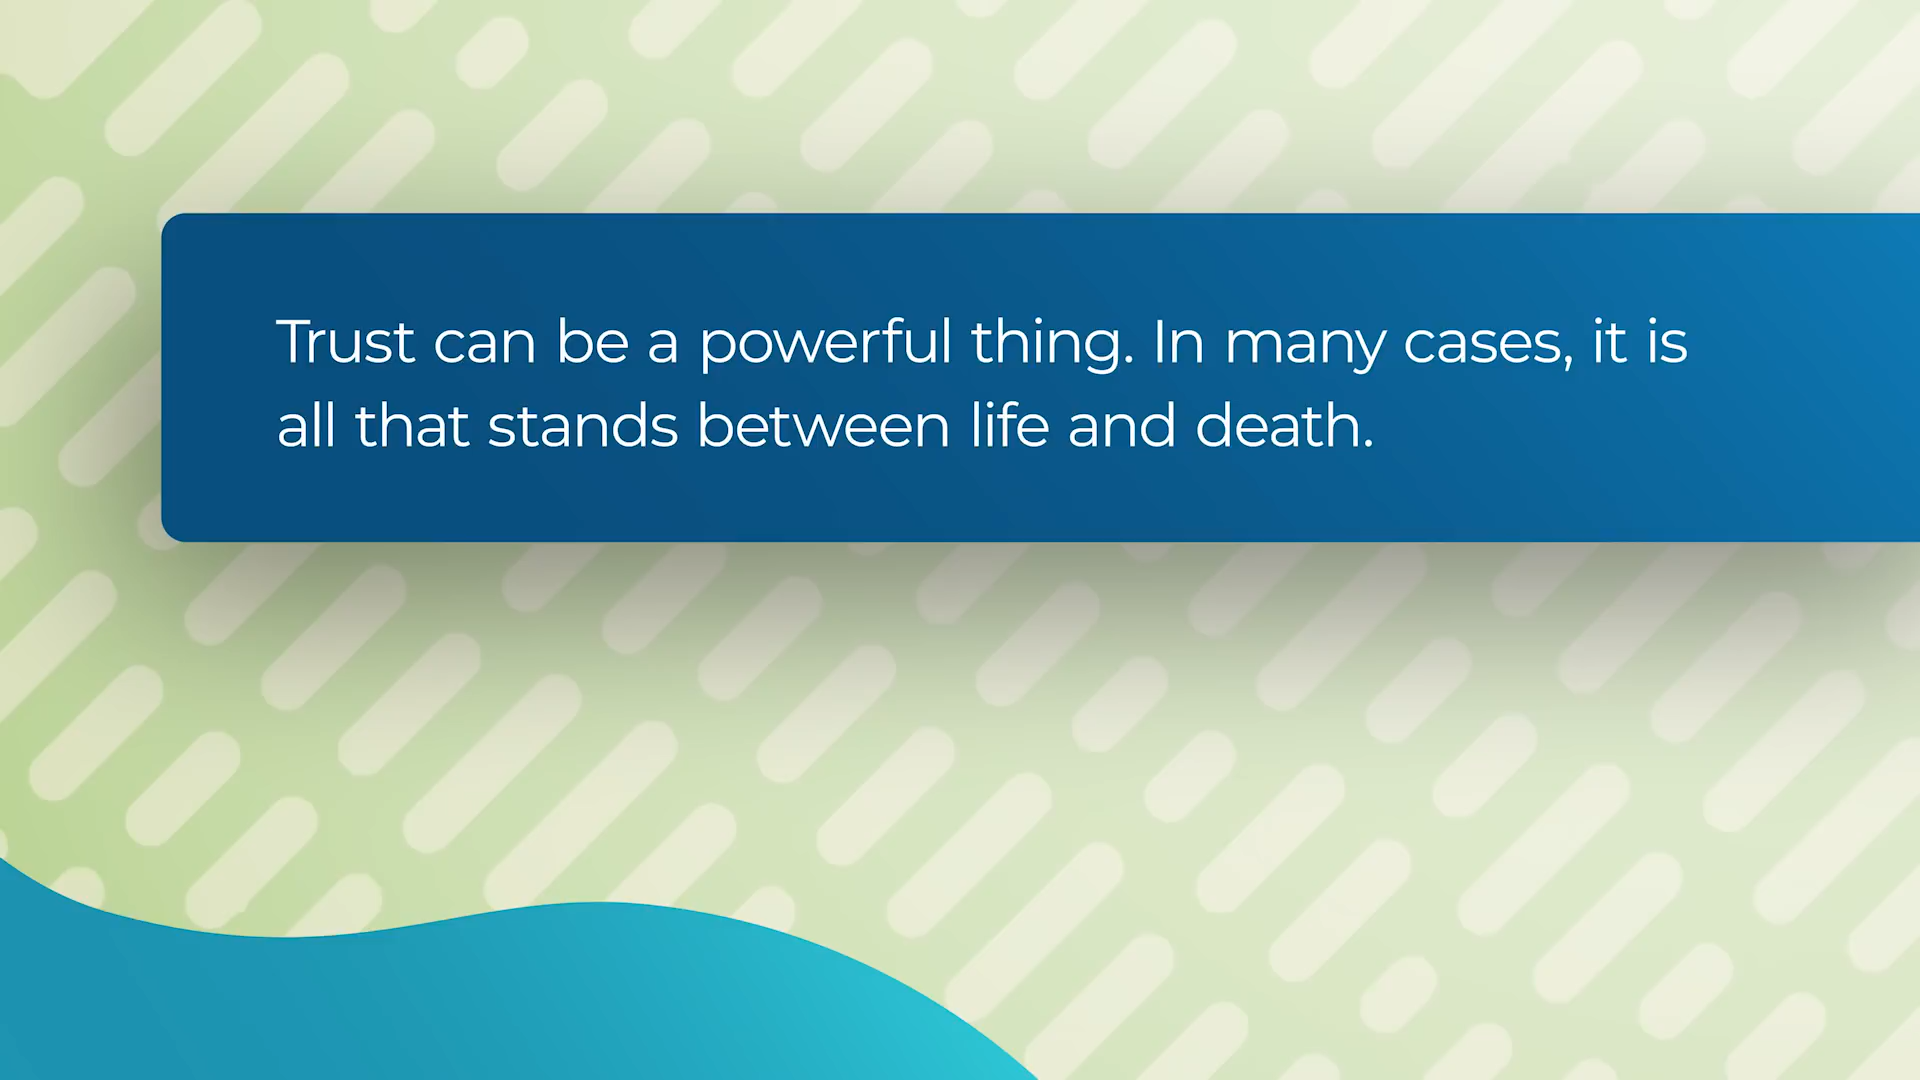 Trust can be a powerful thing. In many cases, it is
all that stands between life and death.